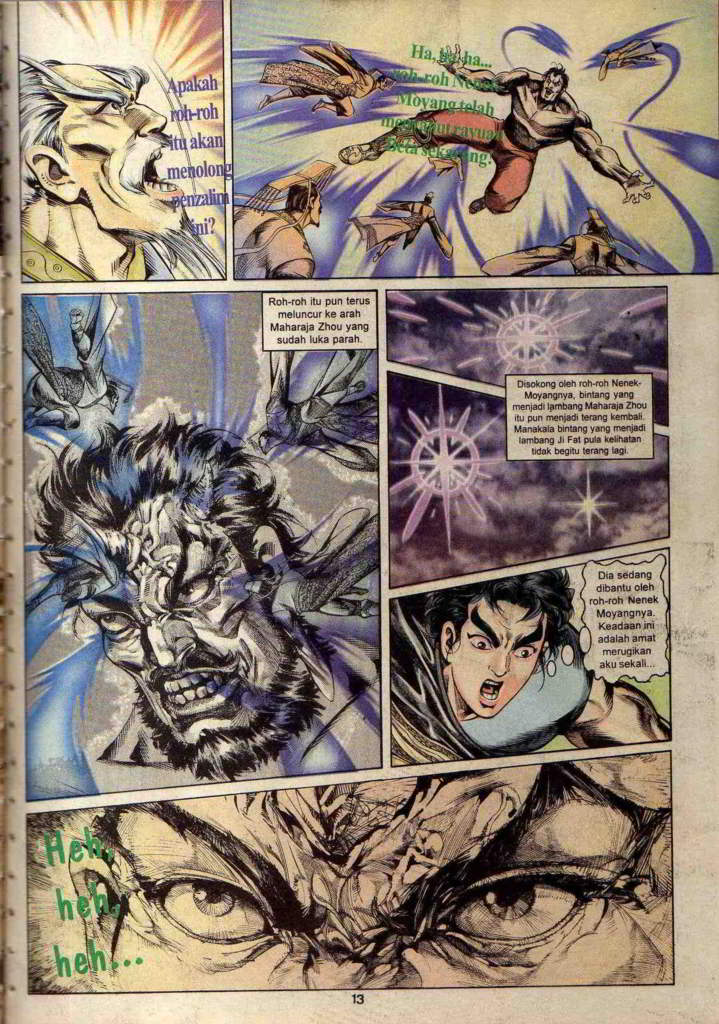 Apakah
roh-roh
itu akan
menolong
penzalim
ini?
Ha, ha, ha...
roh-roh Nenek
Moyang telah
mengikut rayuan
Beta sekarang.
Roh-roh itu pun terus
meluncur ke arah
Maharaja Zhou yang
sudah luka parah.
Disokong oleh roh-roh Nenek-
Moyangnya, bintang yang
menjadi lambang Maharaja Zhou
itu pun menjadi terang kembali.
Manakala bintang yang menjadi
lambang Ji Fat pula kelihatan
tidak begitu terang lagi.
Dia sedang
dibantu oleh
roh-roh Nenek
Moyangnya.
Keadaan ini
adalah amat
merugikan
aku sekali...
Heh,
heh,
heh...
13